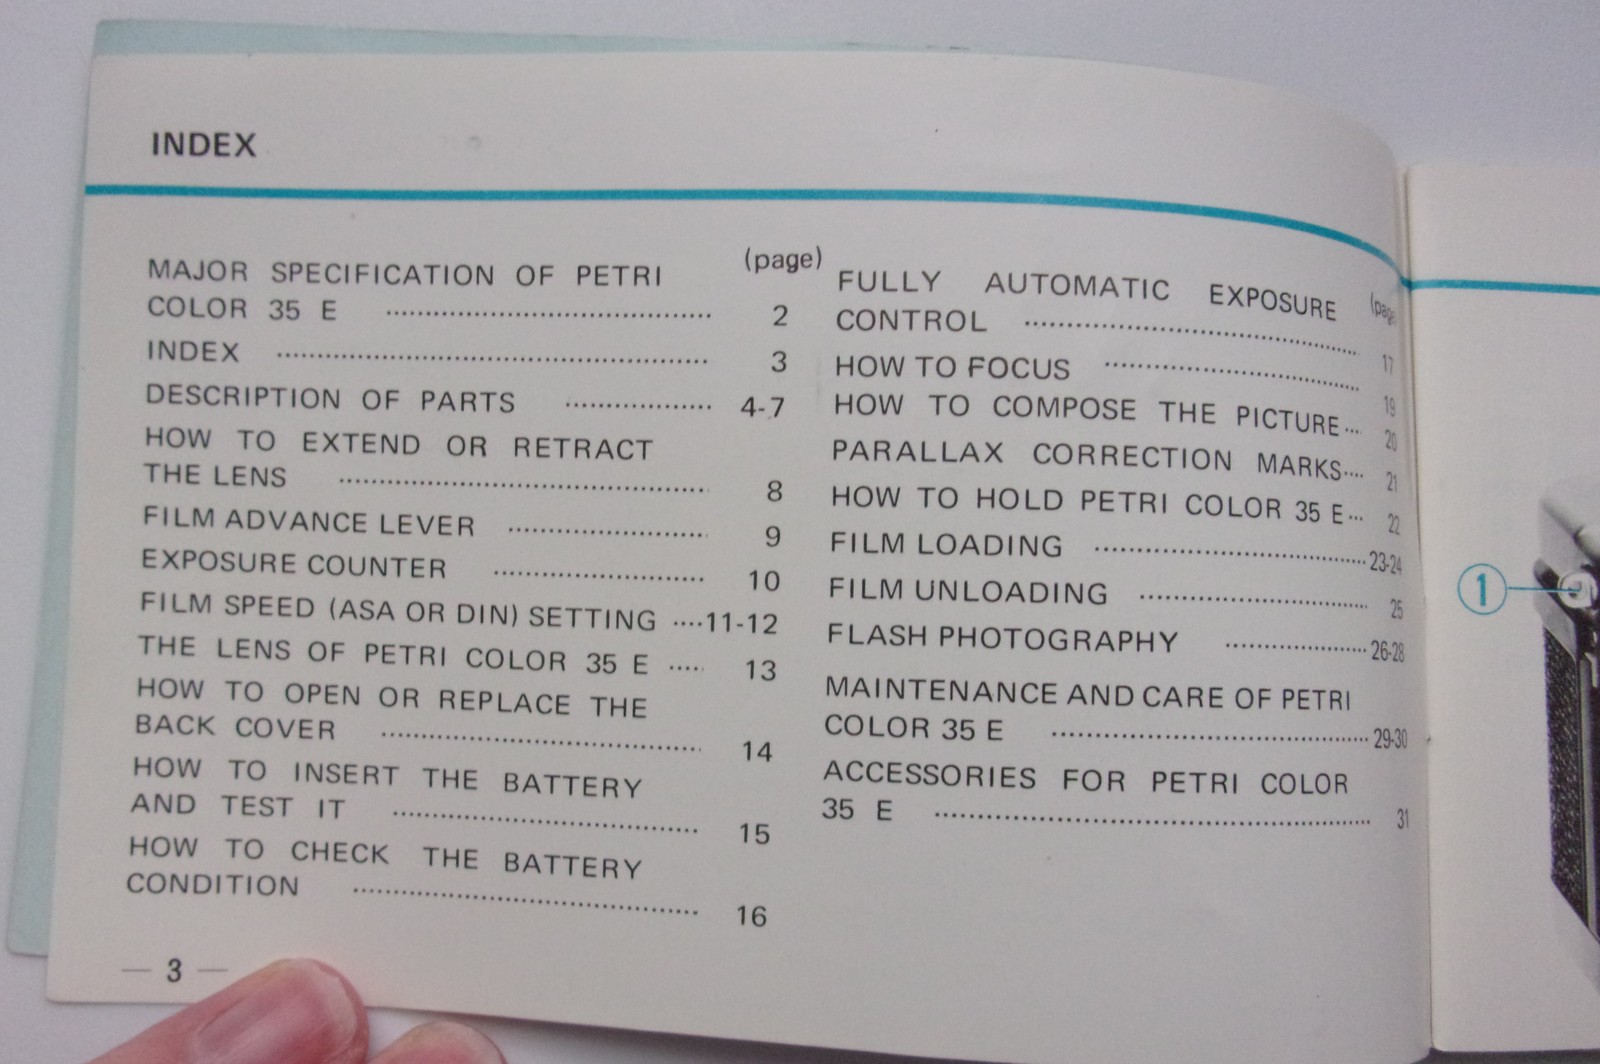 INDEX
(page)
MAJOR SPECIFICATION OF PETRI
COLOR 35 E ........................................ 2
INDEX ........................................ 3
DESCRIPTION OF PARTS .................. 4-7
HOW TO EXTEND OR RETRACT
THE LENS ........................................ 8
FILM ADVANCE LEVER ........................ 9
EXPOSURE COUNTER ........................ 10
FILM SPEED (ASA OR DIN) SETTING ....11-12
THE LENS OF PETRI COLOR 35 E ..... 13
HOW TO OPEN OR REPLACE THE
BACK COVER ........................................ 14
HOW TO INSERT THE BATTERY
AND TEST IT ........................................ 15
HOW TO CHECK THE BATTERY
CONDITION ........................................ 16
— 3 —
(page
FULLY AUTOMATIC EXPOSURE
CONTROL ........................................ 17
HOW TO FOCUS ................................ 19
HOW TO COMPOSE THE PICTURE.... 20
PARALLAX CORRECTION MARKS.... 21
HOW TO HOLD PETRI COLOR 35 E... 22
FILM LOADING ................................ 23-24
FILM UNLOADING ............................ 25
FLASH PHOTOGRAPHY .................. 26-28
MAINTENANCE AND CARE OF PETRI
COLOR 35 E ........................................ 29-30
ACCESSORIES FOR PETRI COLOR
35 E ........................................ 31
1